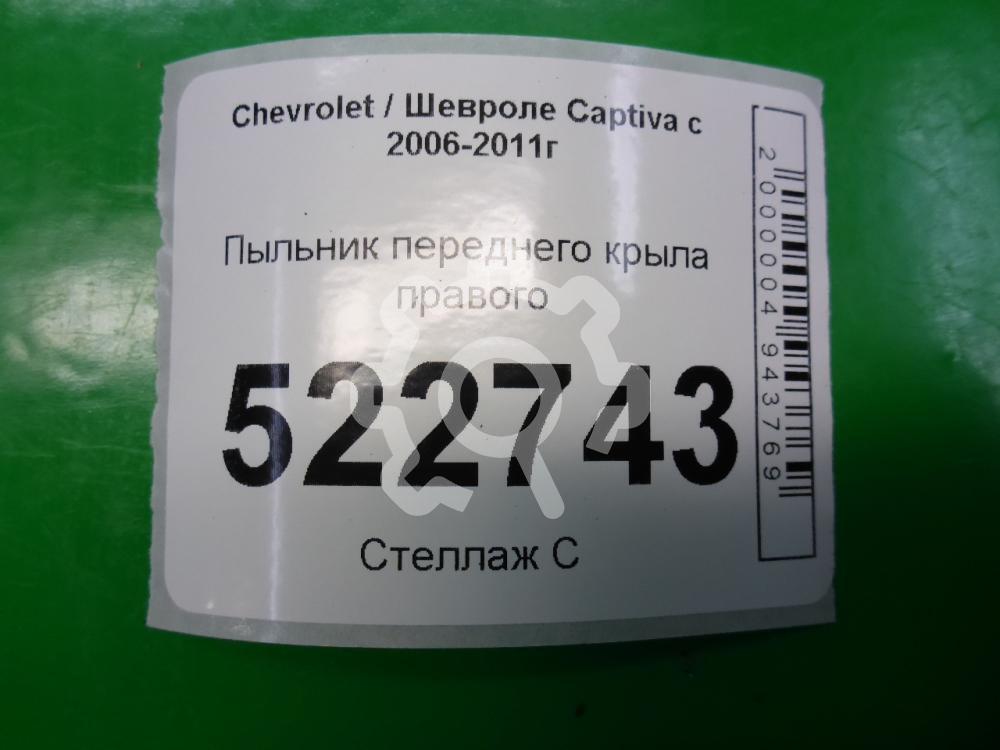 Chevrolet / Шевроле Captiva с
2006-2011г
Пыльник переднего крыла
правого
522743
Стеллаж С
2000004943769